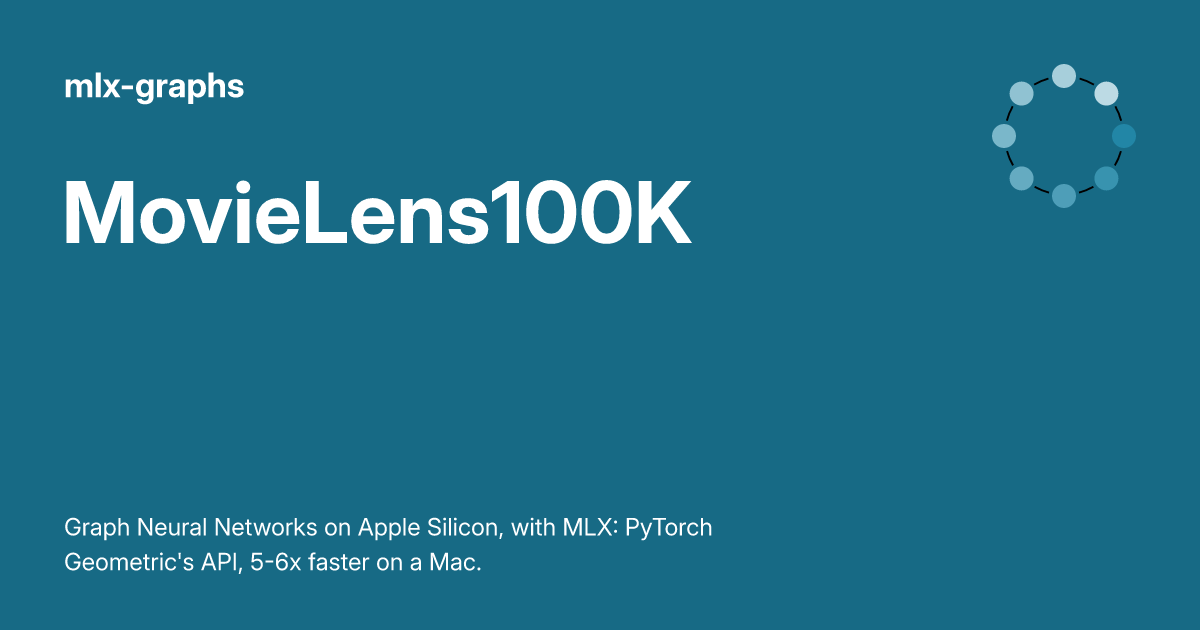 mlx-graphs
MovieLens100K
Graph Neural Networks on Apple Silicon, with MLX: PyTorch
Geometric's API, 5-6x faster on a Mac.